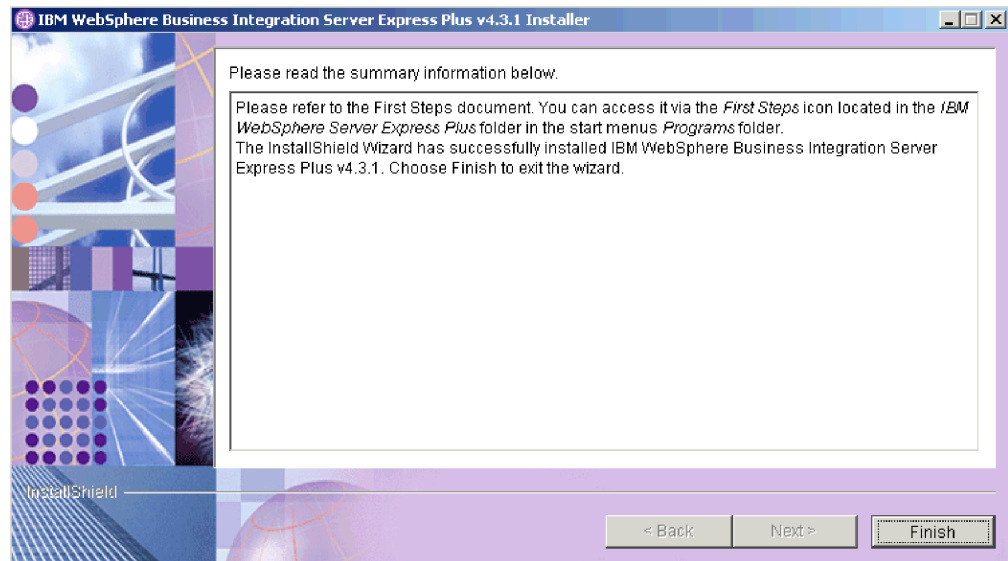 IBM WebSphere Business Integration Server Express Plus v4.3.1 Installer
Please read the summary information below.
Please refer to the First Steps document. You can access it via the First Steps icon located in the IBM
WebSphere Server Express Plus folder in the start menus Programs folder.
The InstallShield Wizard has successfully installed IBM WebSphere Business Integration Server
Express Plus v4.3.1. Choose Finish to exit the wizard.
InstallShield
< Back
Next >
Finish